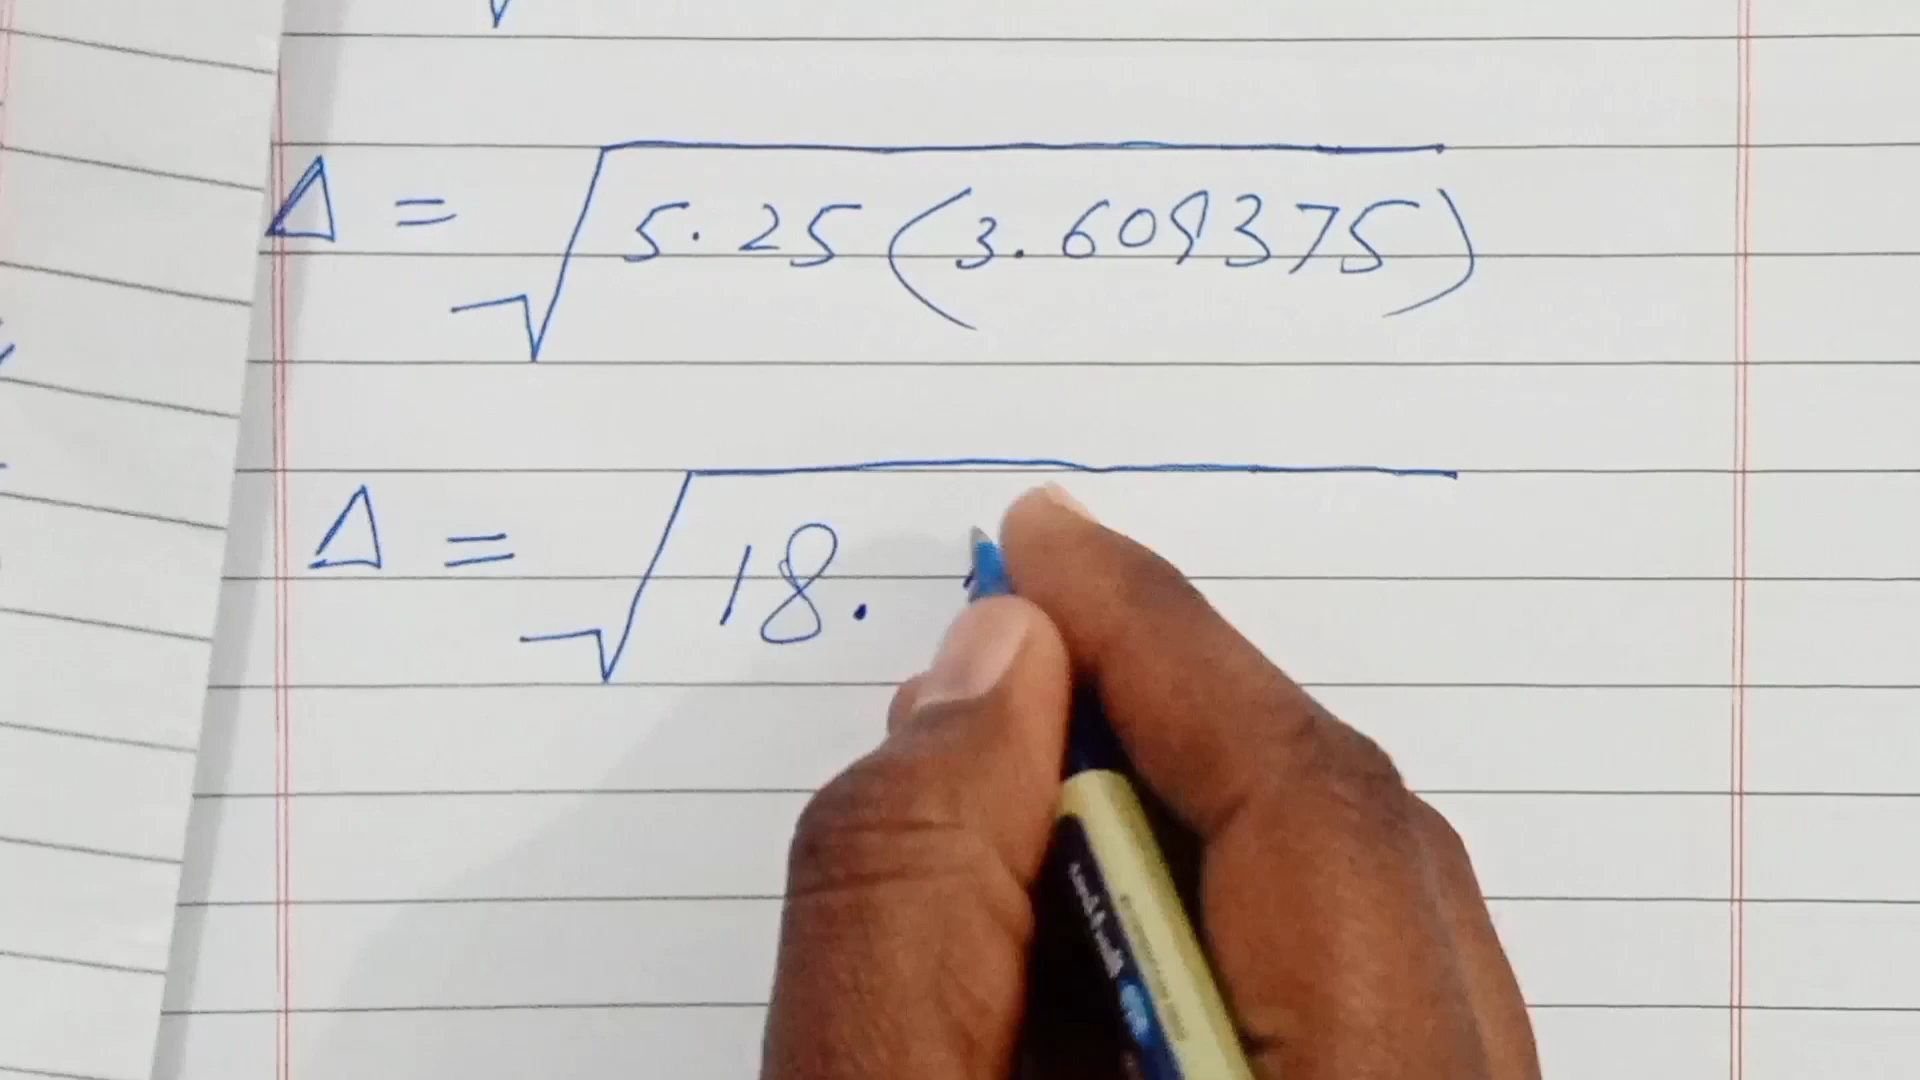 Δ = √5.25(3.609375)
Δ = √18.